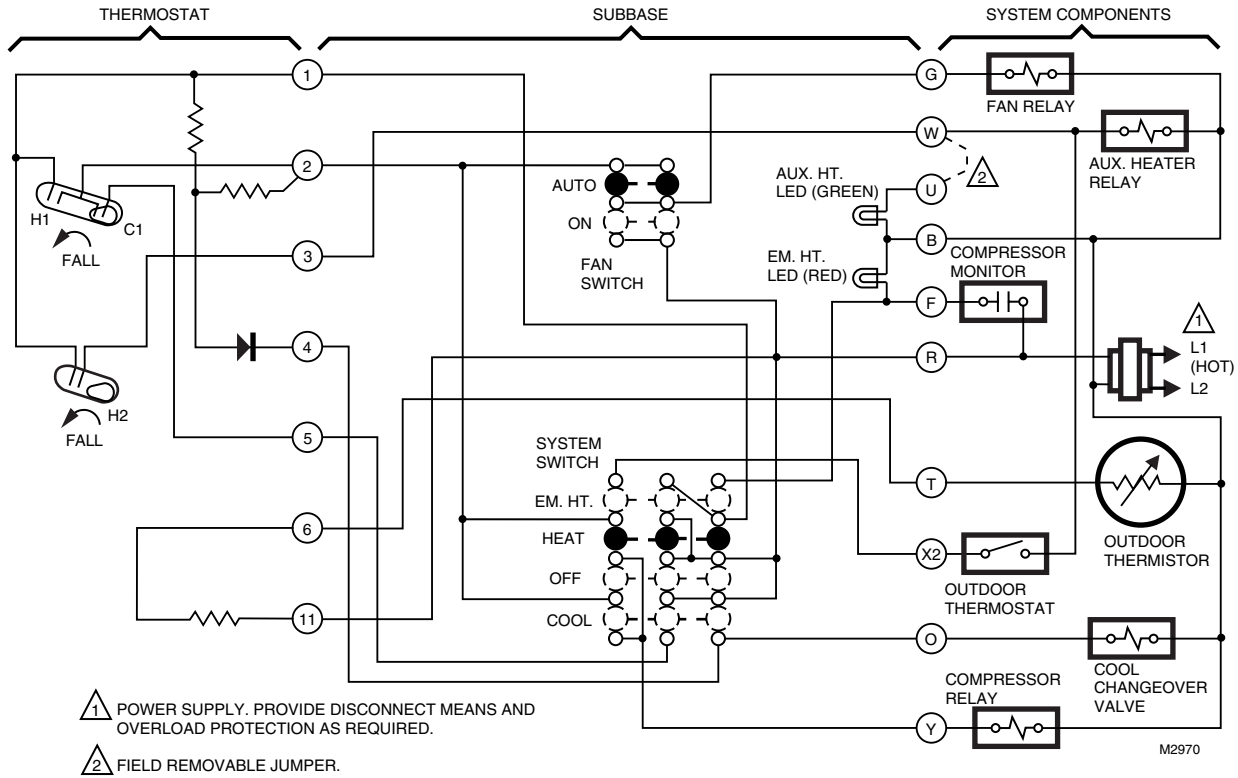 THERMOSTAT
SUBBASE
SYSTEM COMPONENTS
1
G
FAN RELAY
W
AUX. HEATER
RELAY
2
AUX. HT.
LED (GREEN)
U
2
AUTO
ON
FAN
SWITCH
H1
C1
FALL
3
B
EM. HT.
LED (RED)
COMPRESSOR
MONITOR
F
1
L1
(HOT)
L2
4
R
H2
FALL
5
SYSTEM
SWITCH
EM. HT.
HEAT
OFF
COOL
T
OUTDOOR
THERMISTOR
6
X2
OUTDOOR
THERMOSTAT
11
O
COOL
CHANGEOVER
VALVE
COMPRESSOR
RELAY
Y
M2970
1 POWER SUPPLY. PROVIDE DISCONNECT MEANS AND
OVERLOAD PROTECTION AS REQUIRED.
2 FIELD REMOVABLE JUMPER.